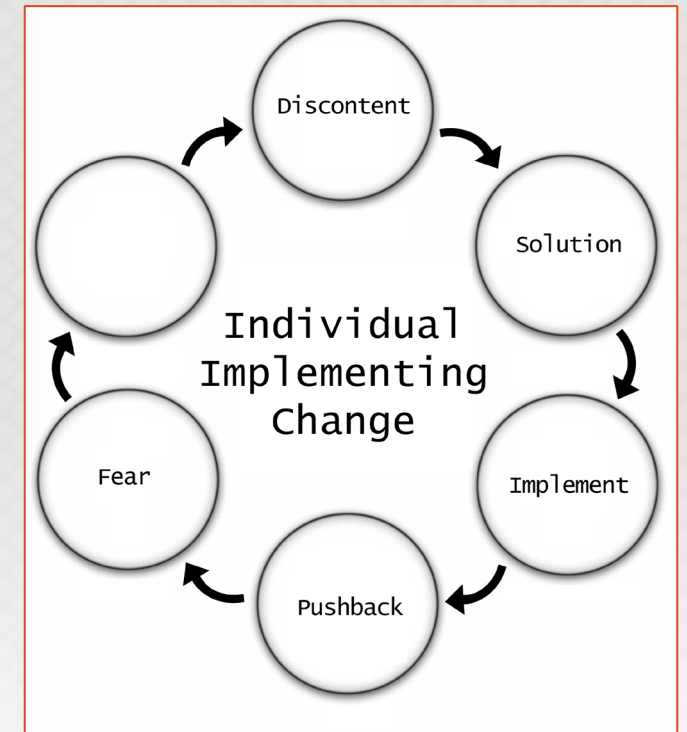 Discontent
Solution
Implement
Pushback
Fear
Individual
Implementing
Change